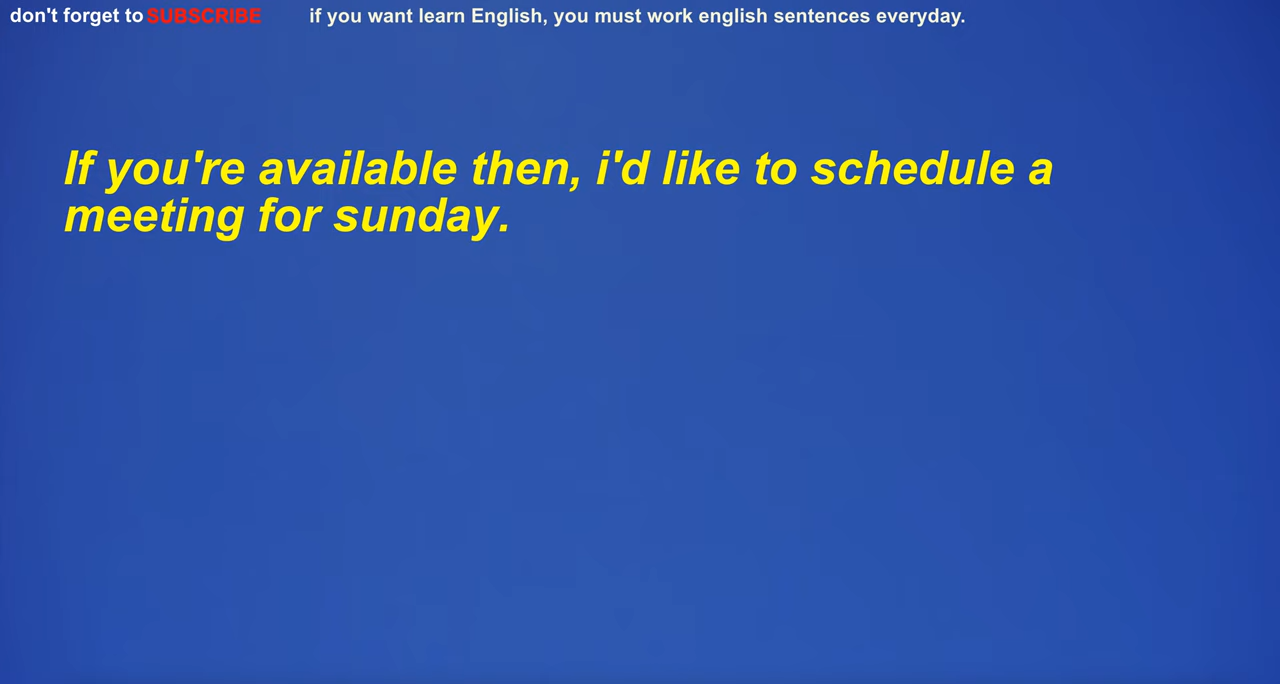 don't forget to SUBSCRIBE if you want learn English, you must work english sentences everyday.
If you're available then, i'd like to schedule a
meeting for sunday.